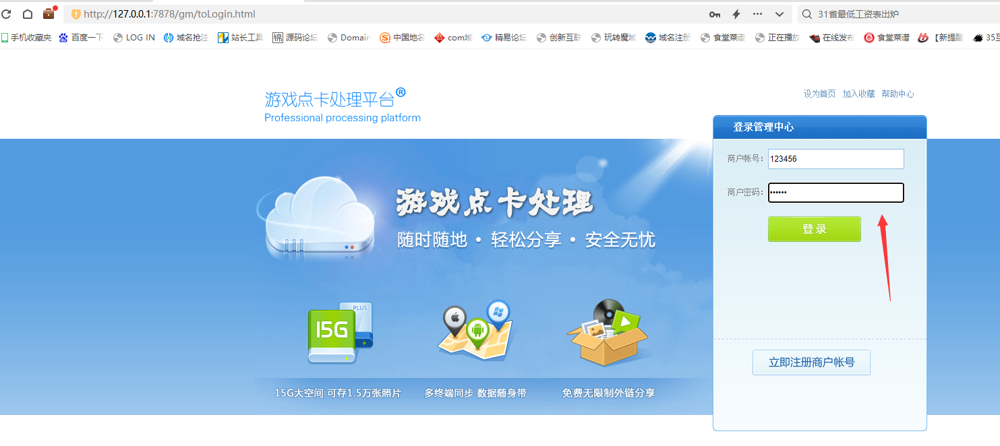 http://127.0.0.1:7878/gm/toLogin.html
31省最低工资表出炉
手机收藏夹 百度一下 LOG IN 域名抢注 站长工具 源码论坛 Domain 中国地名 com域 精易论坛 创新互联 玩转魔域 域名注册 食堂菜谱 正在播放 在线发布 食堂菜谱 【新提醒 35互
游戏点卡处理平台®
Professional processing platform
设为首页 加入收藏 帮助中心
登录管理中心
商户帐号: 123456
商户密码: ••••••
登录
立即注册商户帐号
游戏点卡处理
随时随地 • 轻松分享 • 安全无忧
PLUS
15G
15G大空间 可存1.5万张照片
多终端同步 数据随身带
免费无限制外链分享